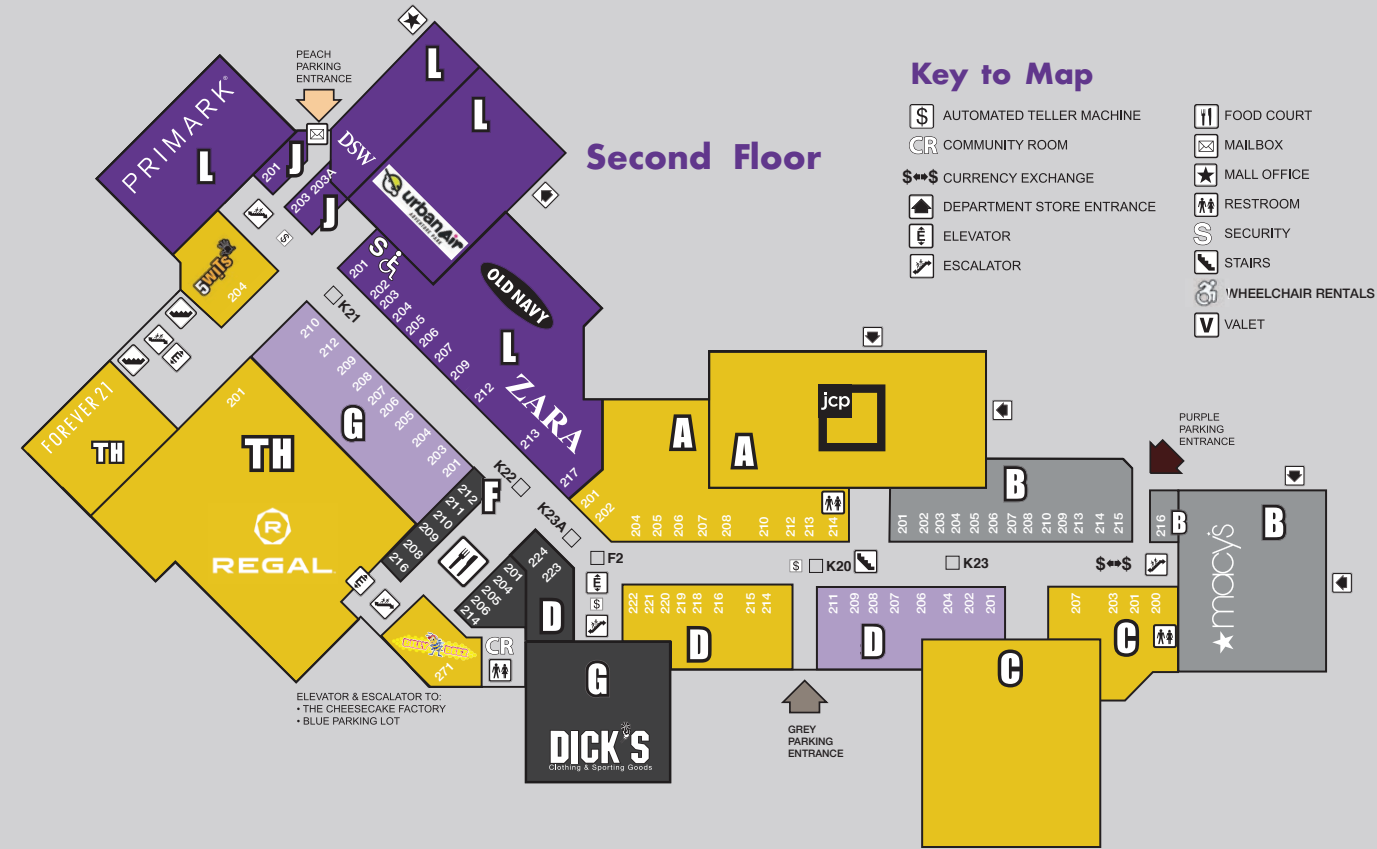 Second Floor
Key to Map
$ AUTOMATED TELLER MACHINE
CR COMMUNITY ROOM
$ $ CURRENCY EXCHANGE
DEPARTMENT STORE ENTRANCE
E ELEVATOR
ESCALATOR
FOOD COURT
MAILBOX
MALL OFFICE
RESTROOM
S SECURITY
STAIRS
WHEELCHAIR RENTALS
V VALET
PEACH
PARKING
ENTRANCE
PRIMARK
L
201
J
203
203A
J
DSW
L
L
urbanAir
ADVENTURE PARK
$
5WITS
204
S
201
202
203
204
205
206
207
209
212
213
217
OLD NAVY
L
ZARA
K21
210
212
209
208
207
206
205
204
203
201
G
FOREVER 21
TH
201
TH
R
REGAL
E
F
212
211
210
209
208
216
K22
K23A
F2
E
$
224
223
D
201
204
205
206
214
E
271
CR
ELEVATOR & ESCALATOR TO:
• THE CHEESECAKE FACTORY
• BLUE PARKING LOT
G
DICK'S
Clothing & Sporting Goods
A
A
jcp
201
202
204
205
206
207
208
210
212
213
214
B
201
202
203
204
205
206
207
208
210
209
213
214
215
PURPLE
PARKING
ENTRANCE
216
B
B
macys
$ K20
K23
$ $
222
221
220
219
218
216
215
214
D
211
209
208
207
206
204
202
201
D
207
203
201
200
C
C
GREY
PARKING
ENTRANCE